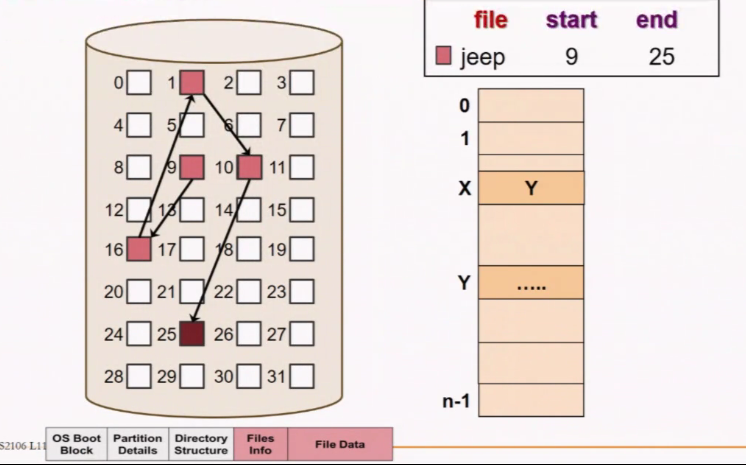 file start end
jeep 9 25
0 1 2 3
4 5 6 7
8 9 10 11
12 13 14 15
16 17 18 19
20 21 22 23
24 25 26 27
28 29 30 31
0
1
X Y
Y .....
n-1
S2106 L11
OS Boot
Block
Partition
Details
Directory
Structure
Files
Info
File Data